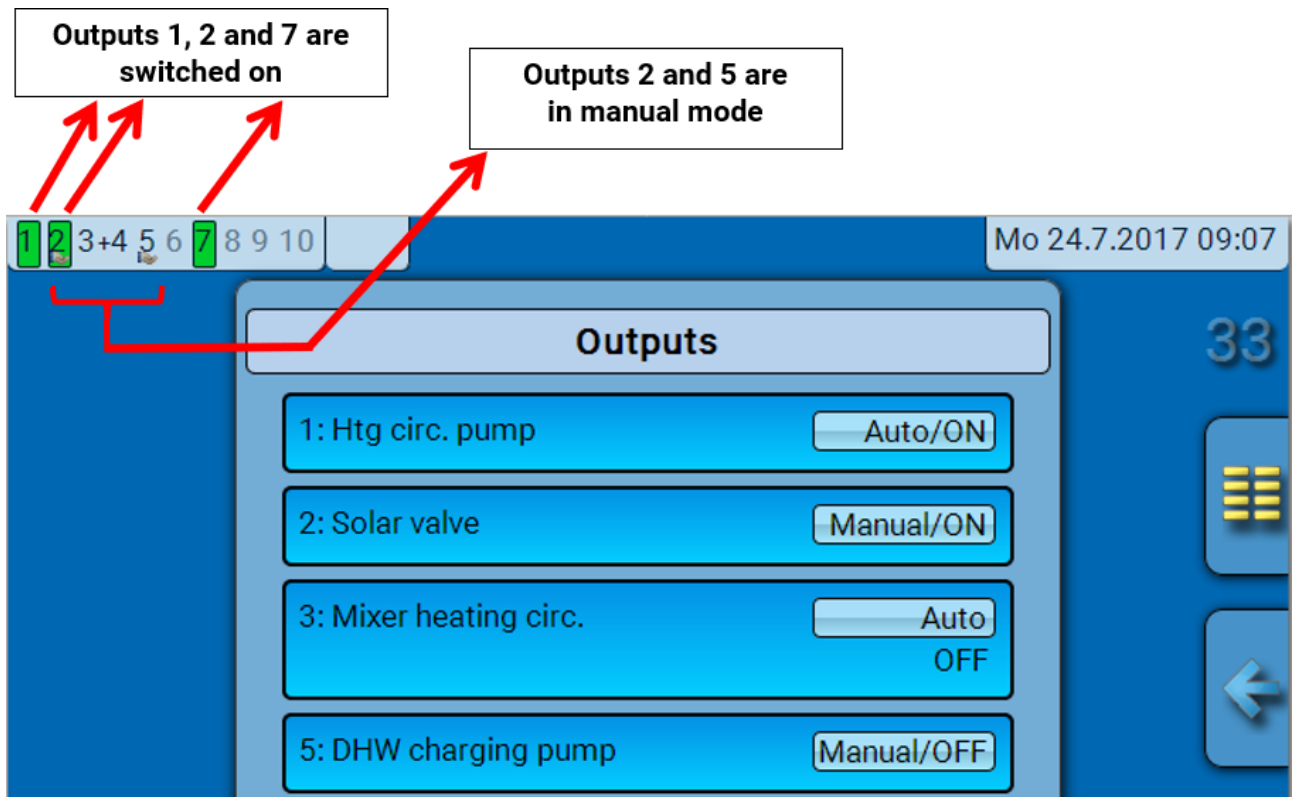 Outputs 1, 2 and 7 are
switched on
Outputs 2 and 5 are
in manual mode
1 2 3+4 5 6 7 8 9 10
Mo 24.7.2017 09:07
Outputs
33
1: Htg circ. pump Auto/ON
2: Solar valve Manual/ON
3: Mixer heating circ. Auto
OFF
5: DHW charging pump Manual/OFF